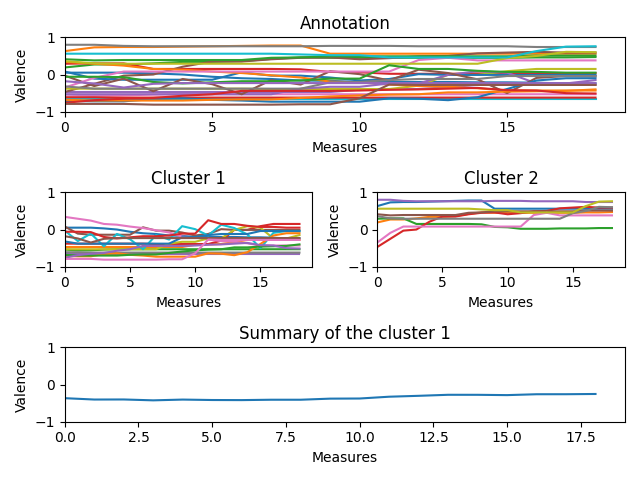 Annotation
Valence
1
0
−1
0
5
10
15
Measures
Cluster 1
Valence
1
0
−1
0
5
10
15
Measures
Cluster 2
Valence
1
0
−1
0
5
10
15
Measures
Summary of the cluster 1
Valence
1
0
−1
0.0
2.5
5.0
7.5
10.0
12.5
15.0
17.5
Measures